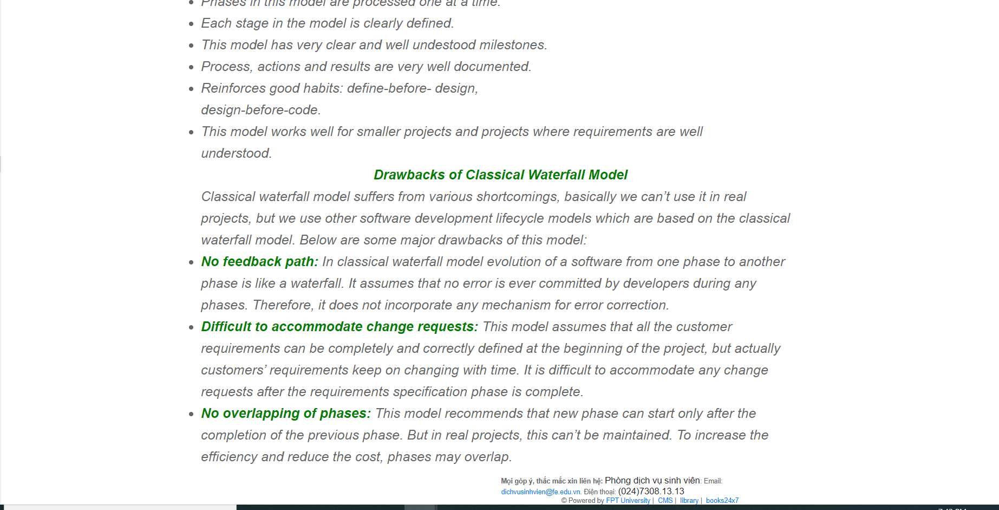 Phases in this model are processed one at a time.
Each stage in the model is clearly defined.
This model has very clear and well undestood milestones.
Process, actions and results are very well documented.
Reinforces good habits: define-before- design,
design-before-code.
This model works well for smaller projects and projects where requirements are well
understood.
Drawbacks of Classical Waterfall Model
Classical waterfall model suffers from various shortcomings, basically we can’t use it in real
projects, but we use other software development lifecycle models which are based on the classical
waterfall model. Below are some major drawbacks of this model:
No feedback path: In classical waterfall model evolution of a software from one phase to another
phase is like a waterfall. It assumes that no error is ever committed by developers during any
phases. Therefore, it does not incorporate any mechanism for error correction.
Difficult to accommodate change requests: This model assumes that all the customer
requirements can be completely and correctly defined at the beginning of the project, but actually
customers’ requirements keep on changing with time. It is difficult to accommodate any change
requests after the requirements specification phase is complete.
No overlapping of phases: This model recommends that new phase can start only after the
completion of the previous phase. But in real projects, this can’t be maintained. To increase the
efficiency and reduce the cost, phases may overlap.
Mọi góp ý, thắc mắc xin liên hệ: Phòng dịch vụ sinh viên: Email:
dichvusinhvien@fe.edu.vn. Điện thoại: (024)7308.13.13
© Powered by FPT University | CMS | library | books24x7